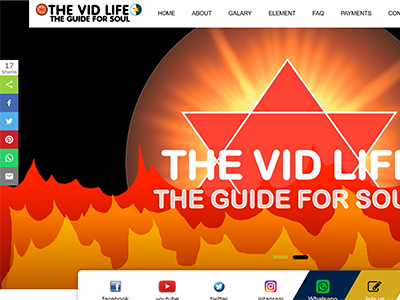 THE VID LIFE
THE GUIDE FOR SOUL
HOME ABOUT GALARY ELEMENT FAQ PAYMENTS CON
17
Shares
THE VID LIFE
THE GUIDE FOR SOUL
facebook youtube twitter intagram Whatsapp Join us